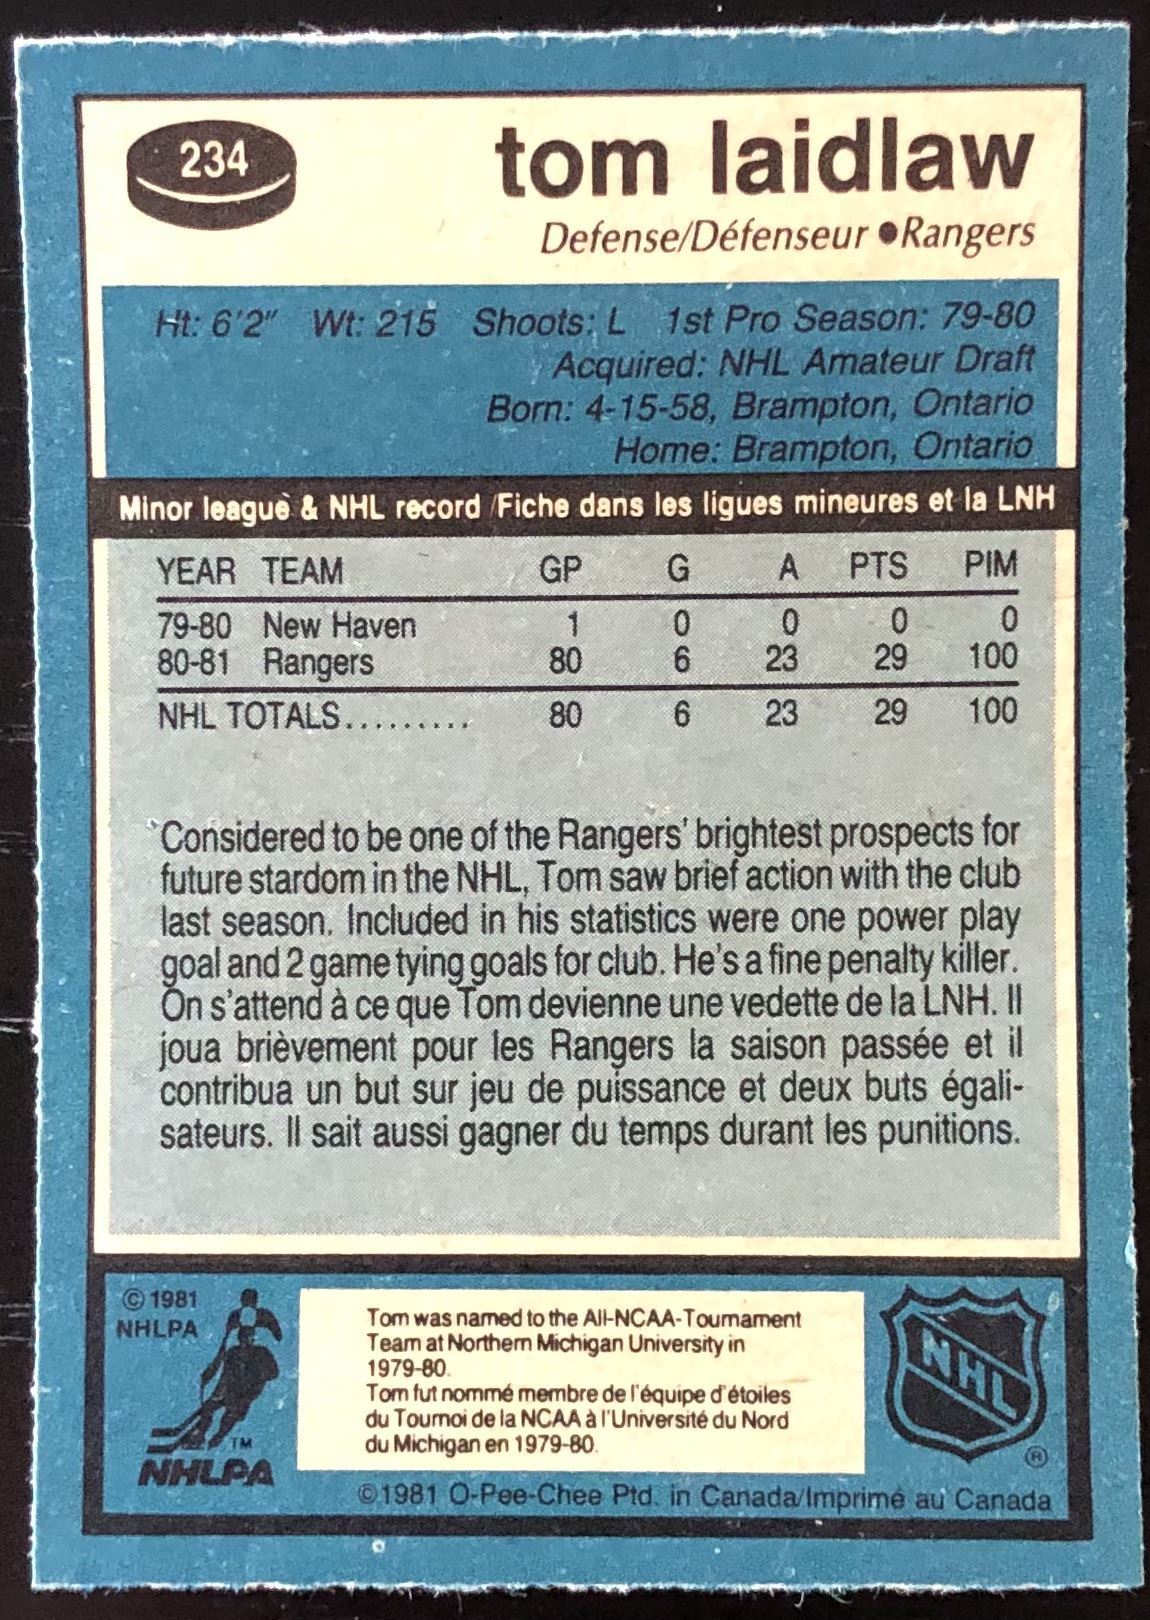 234
tom laidlaw
Defense/Défenseur ●Rangers
Ht: 6'2" Wt: 215 Shoots: L 1st Pro Season: 79-80
Acquired: NHL Amateur Draft
Born: 4-15-58, Brampton, Ontario
Home: Brampton, Ontario
Minor league & NHL record/Fiche dans les ligues mineures et la LNH
YEAR TEAM GP G A PTS PIM
79-80 New Haven 1 0 0 0 0
80-81 Rangers 80 6 23 29 100
NHL TOTALS......... 80 6 23 29 100
Considered to be one of the Rangers' brightest prospects for
future stardom in the NHL, Tom saw brief action with the club
last season. Included in his statistics were one power play
goal and 2 game tying goals for club. He's a fine penalty killer.
On s'attend à ce que Tom devienne une vedette de la LNH. Il
joua brièvement pour les Rangers la saison passée et il
contribua un but sur jeu de puissance et deux buts égali-
sateurs. Il sait aussi gagner du temps durant les punitions.
© 1981
NHLPA
TM
NHLPA
Tom was named to the All-NCAA-Tournament
Team at Northern Michigan University in
1979-80.
Tom fut nommé membre de l'équipe d'étoiles
du Tournoi de la NCAA à l'Université du Nord
du Michigan en 1979-80.
NHL
®
©1981 O-Pee-Chee Ptd. in Canada/Imprimé au Canada